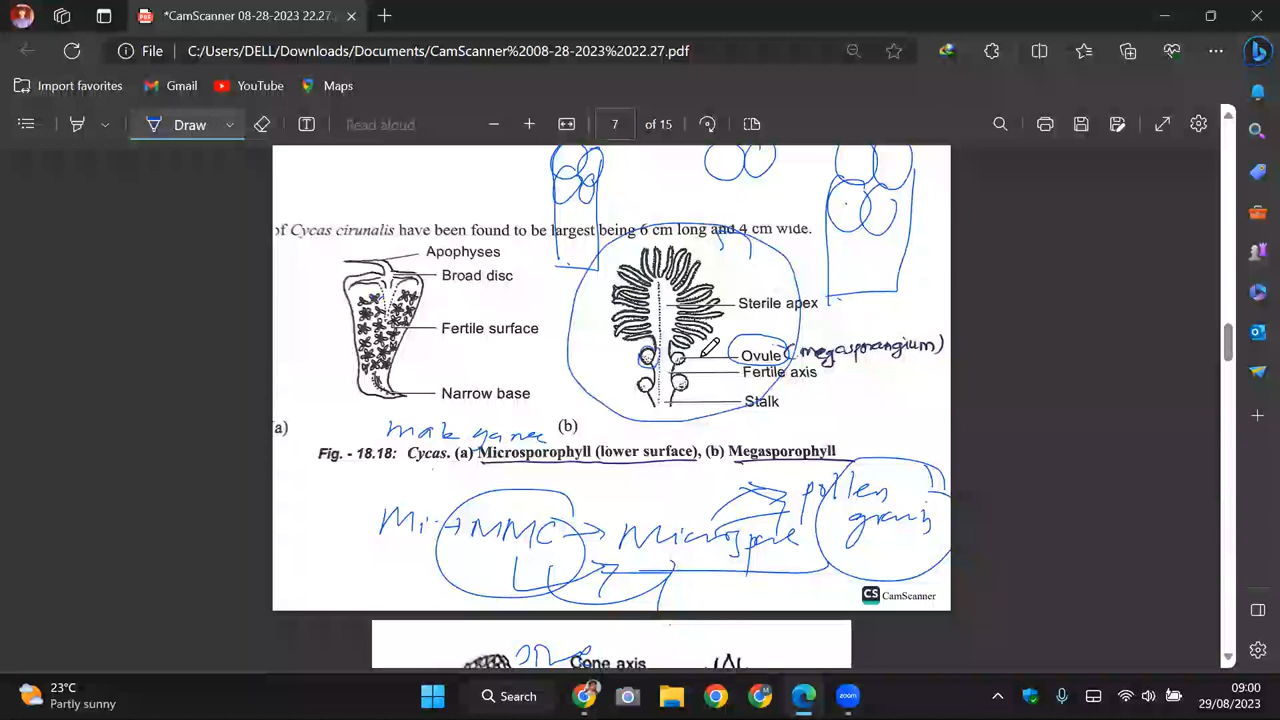 *CamScanner 08-28-2023 22.27.p
File C:/Users/DELL/Downloads/Documents/CamScanner%2008-28-2023%2022.27.pdf
Import favorites Gmail YouTube Maps
Draw Read aloud 7 of 15
of Cycas cirunalis have been found to be largest being 6 cm long and 4 cm wide.
Apophyses
Broad disc
Fertile surface
Narrow base
(a)
Sterile apex
Ovule (megasporangium)
Fertile axis
Stalk
(b)
male
Fig. - 18.18: Cycas. (a) Microsporophyll (lower surface), (b) Megasporophyll
MMC → Microspore pollen
grains
CS CamScanner
Cone axis
23°C
Partly sunny
Search
zoom
09:00
29/08/2023